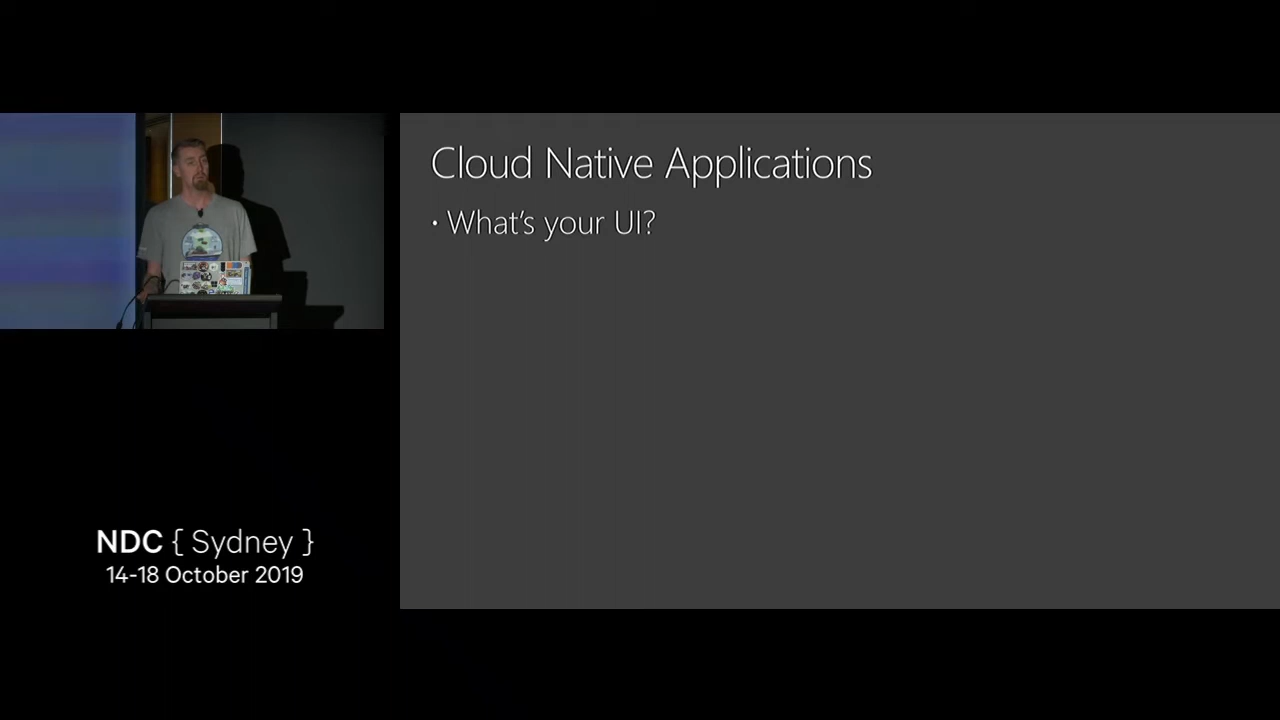 Cloud Native Applications
• What's your UI?
NDC { Sydney }
14-18 October 2019